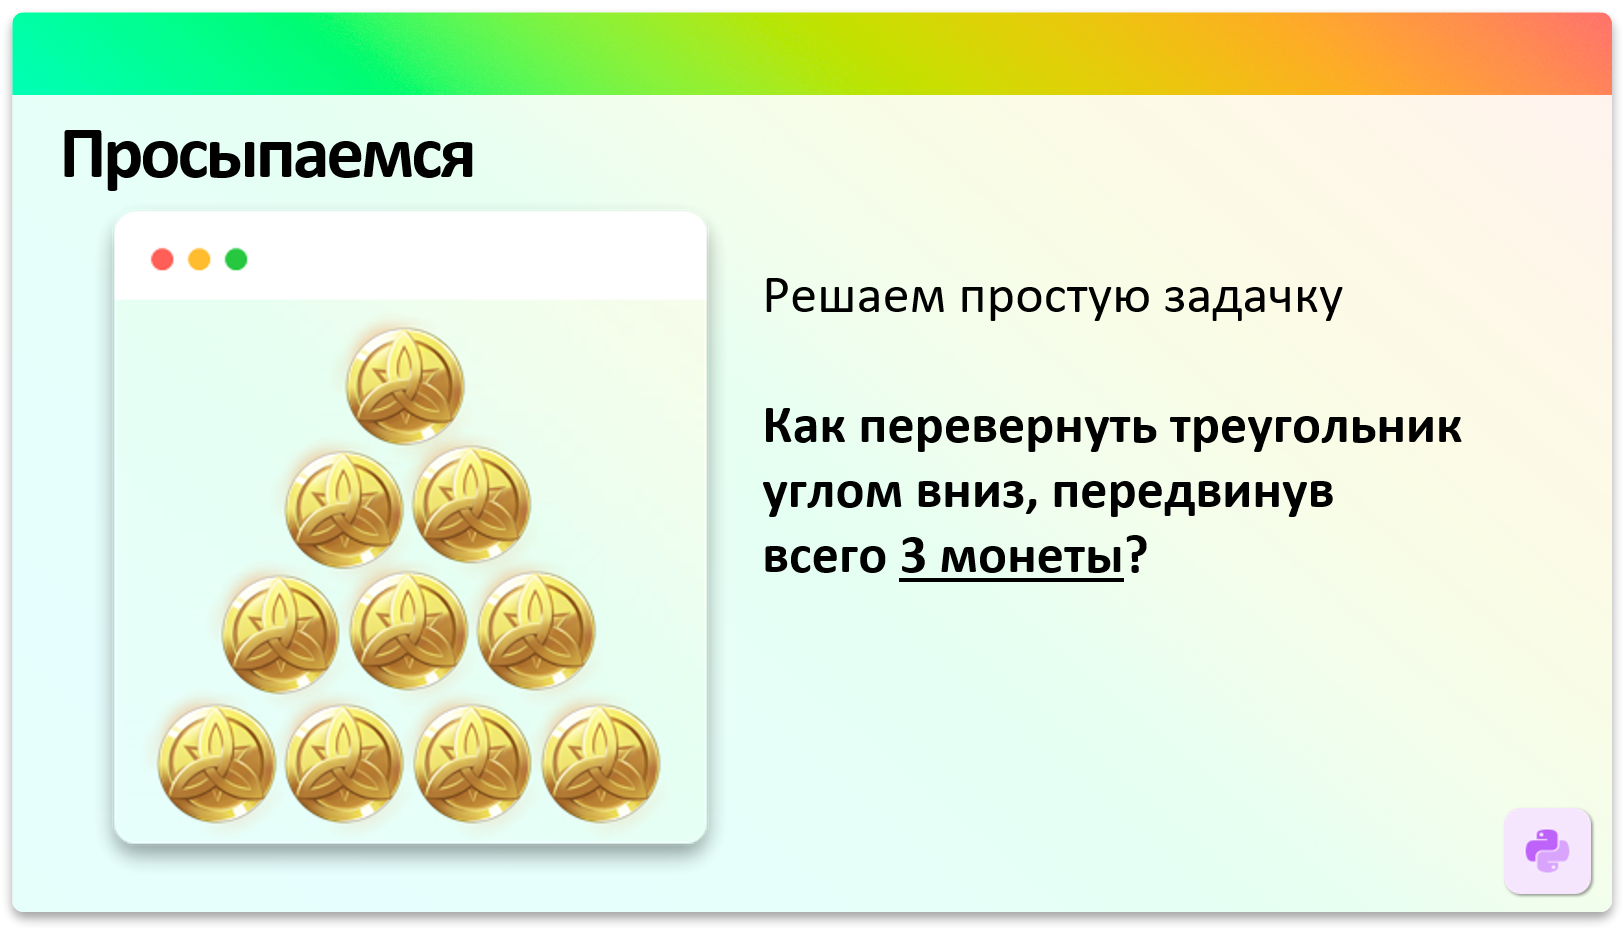 Просыпаемся
Решаем простую задачку
Как перевернуть треугольник
углом вниз, передвинув
всего 3 монеты?